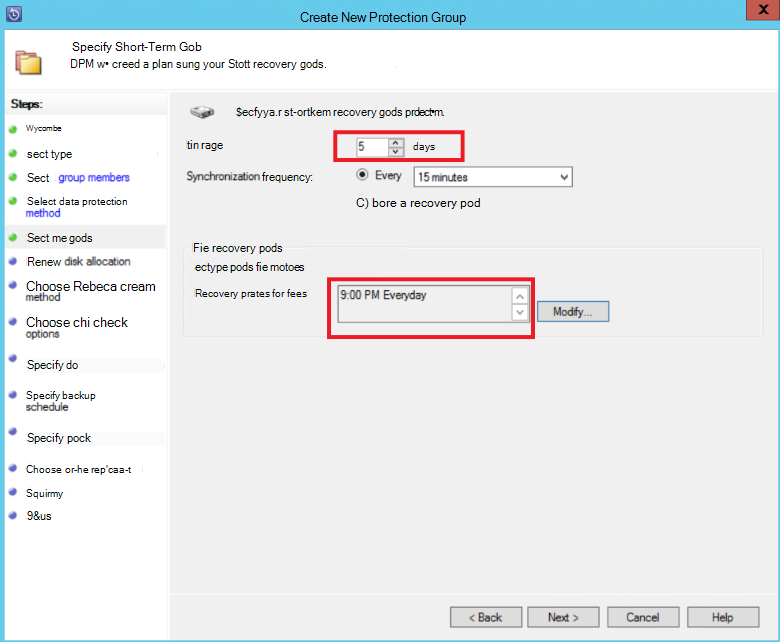 Create New Protection Group
X
Specify Short-Term Gob
DPM w• creed a plan sung your Stott recovery gods.
Steps:
Wycombe
sect type
Sect group members
Select data protection
method
Sect me gods
Renew disk allocation
Choose Rebeca cream
method
Choose chi check
options
Specify do
Specify backup
schedule
Specify pock
Choose or-he rep'caa-t
Squirmy
9&us
$ecfyya.r st-ortkem recovery gods prdect•m.
tin rage
5 days
Synchronization frequency:
Every 15 minutes
C) bore a recovery pod
Fie recovery pods
ectype pods fie motoes
Recovery prates for fees
9:00 PM Everyday
Modify...
< Back
Next >
Cancel
Help